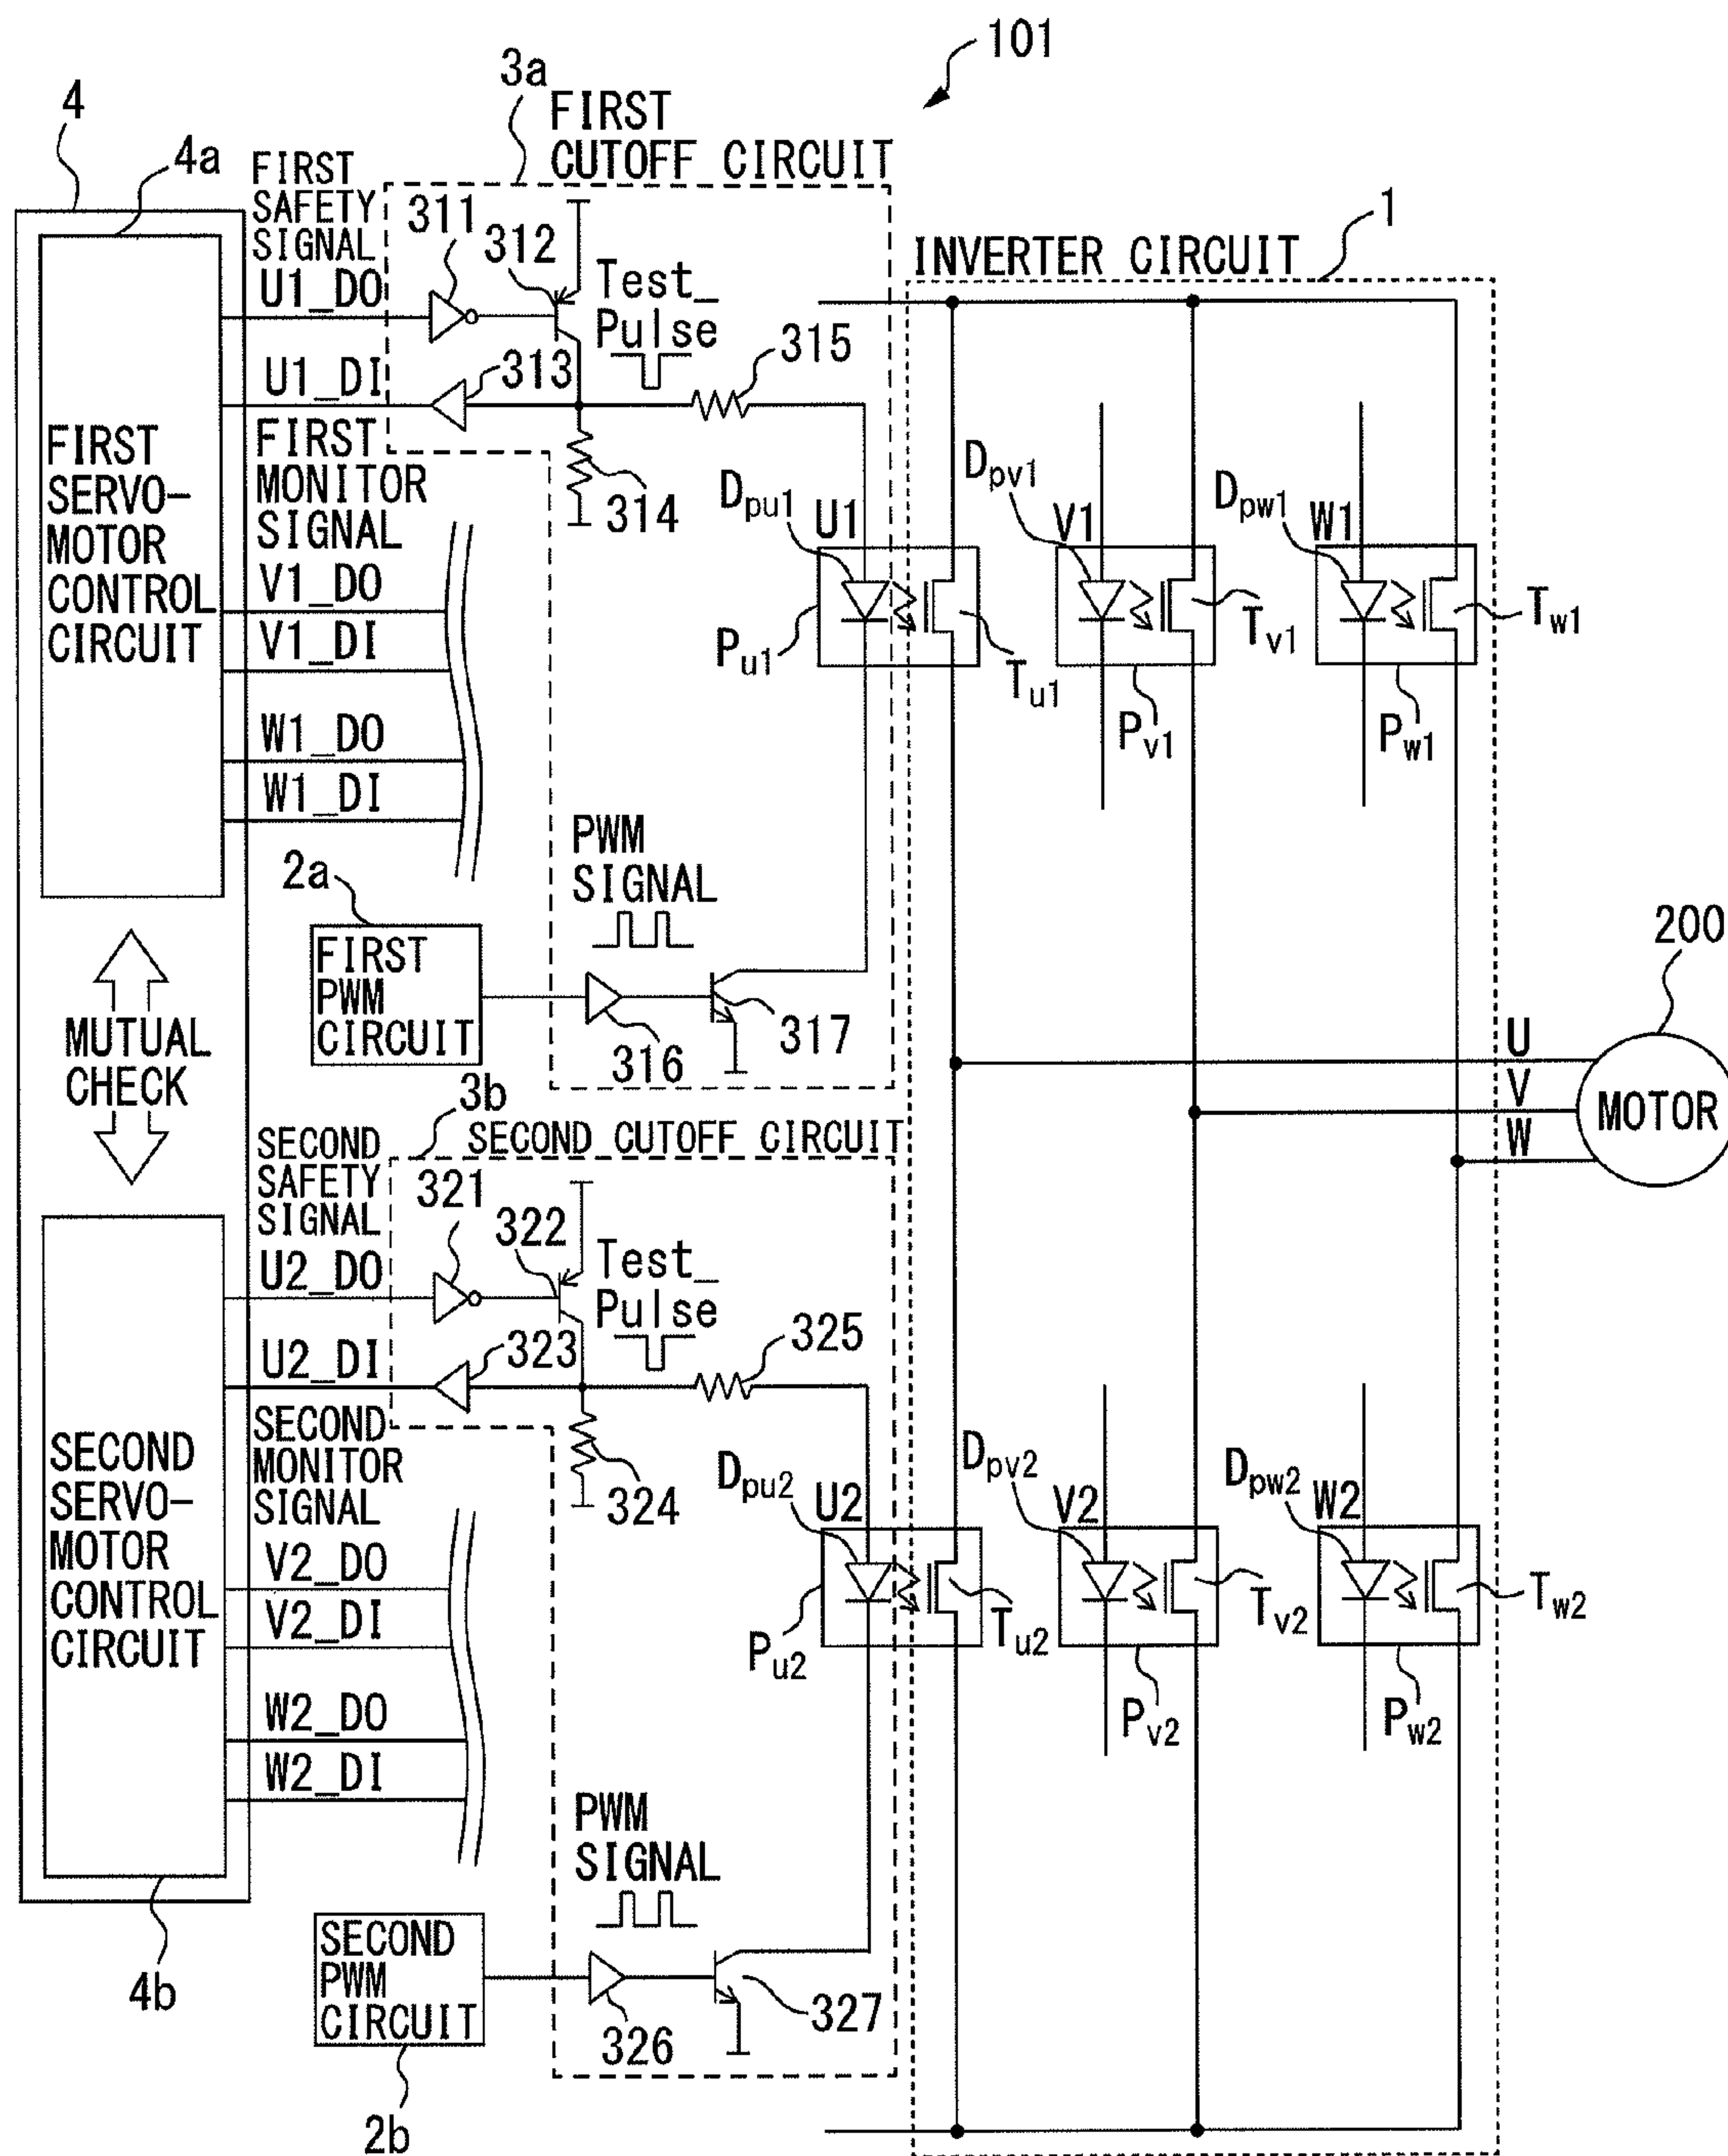 101
3a
FIRST
CUTOFF CIRCUIT
4
4a
FIRST
SAFETY
SIGNAL
U1_DO
311
312
Test_
Pulse
INVERTER CIRCUIT
1
U1_DI
313
315
FIRST
SERVO-
MOTOR
CONTROL
CIRCUIT
FIRST
MONITOR
SIGNAL
314
V1_DO
V1_DI
W1_DO
W1_DI
Dpu1
U1
Pu1
Tu1
Dpv1
V1
Tv1
Pv1
Dpw1
W1
Tw1
Pw1
PWM
SIGNAL
2a
FIRST
PWM
CIRCUIT
316
317
MUTUAL
CHECK
200
U
V
W
MOTOR
3b
SECOND CUTOFF CIRCUIT
SECOND
SAFETY
SIGNAL
321
322
U2_DO
Test_
Pulse
U2_DI
323
325
SECOND
SERVO-
MOTOR
CONTROL
CIRCUIT
SECOND
MONITOR
SIGNAL
324
V2_DO
V2_DI
W2_DO
W2_DI
Dpu2
U2
Pu2
Tu2
Dpv2
V2
Tv2
Pv2
Dpw2
W2
Tw2
Pw2
PWM
SIGNAL
4b
SECOND
PWM
CIRCUIT
326
327
2b